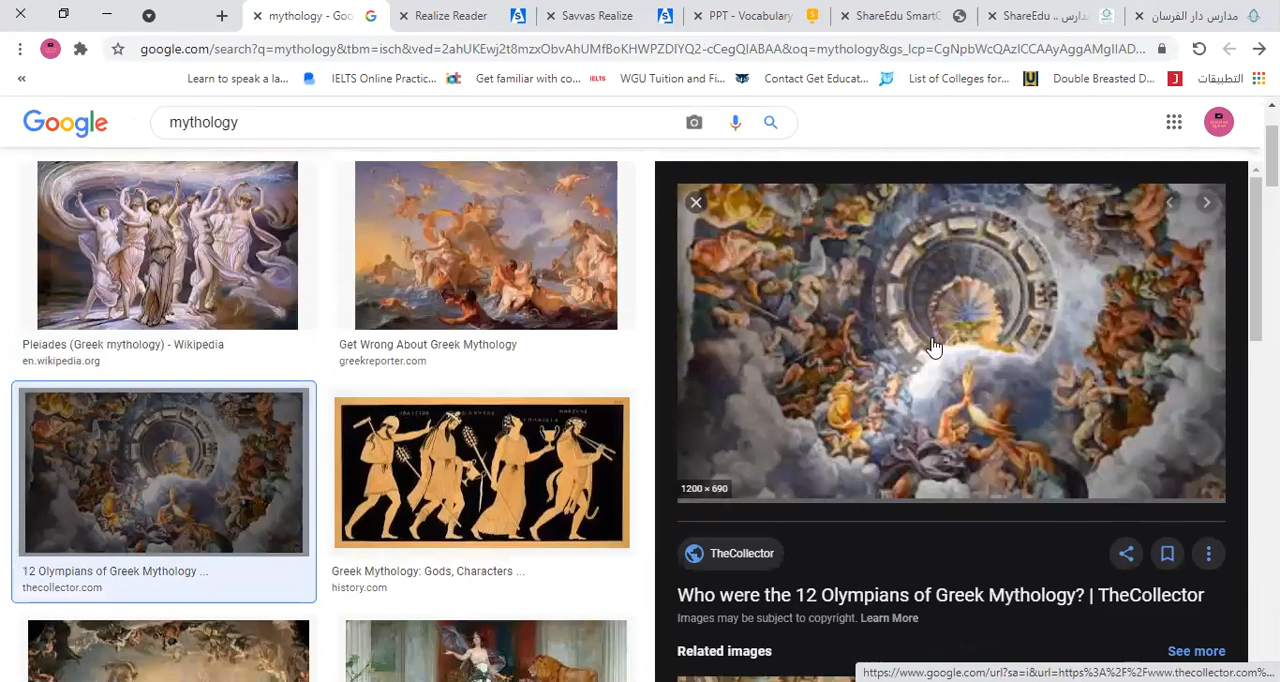 mythology - Goo
Realize Reader
Savvas Realize
PPT - Vocabulary
ShareEdu SmartC
ShareEdu .. مدارس
مدارس دار الفرسان
google.com/search?q=mythology&tbm=isch&ved=2ahUKEwj2t8mzxObvAhUMfBoKHWPZDIYQ2-cCegQIABAA&oq=mythology&gs_lcp=CgNpbWcQAzICCAAyAggAMgIIAD...
«
Learn to speak a la...
IELTS Online Practic...
Get familiar with co...
IELTS
WGU Tuition and Fi...
Contact Get Educat...
List of Colleges for...
Double Breasted D...
J
التطبيقات
Google
mythology
Pleiades (Greek mythology) - Wikipedia
en.wikipedia.org
Get Wrong About Greek Mythology
greekreporter.com
12 Olympians of Greek Mythology ...
thecollector.com
Greek Mythology: Gods, Characters ...
history.com
1200 × 690
TheCollector
Who were the 12 Olympians of Greek Mythology? | TheCollector
Images may be subject to copyright. Learn More
Related images
See more
https://www.google.com/url?sa=i&url=https%3A%2F%2Fwww.thecollector.com%...